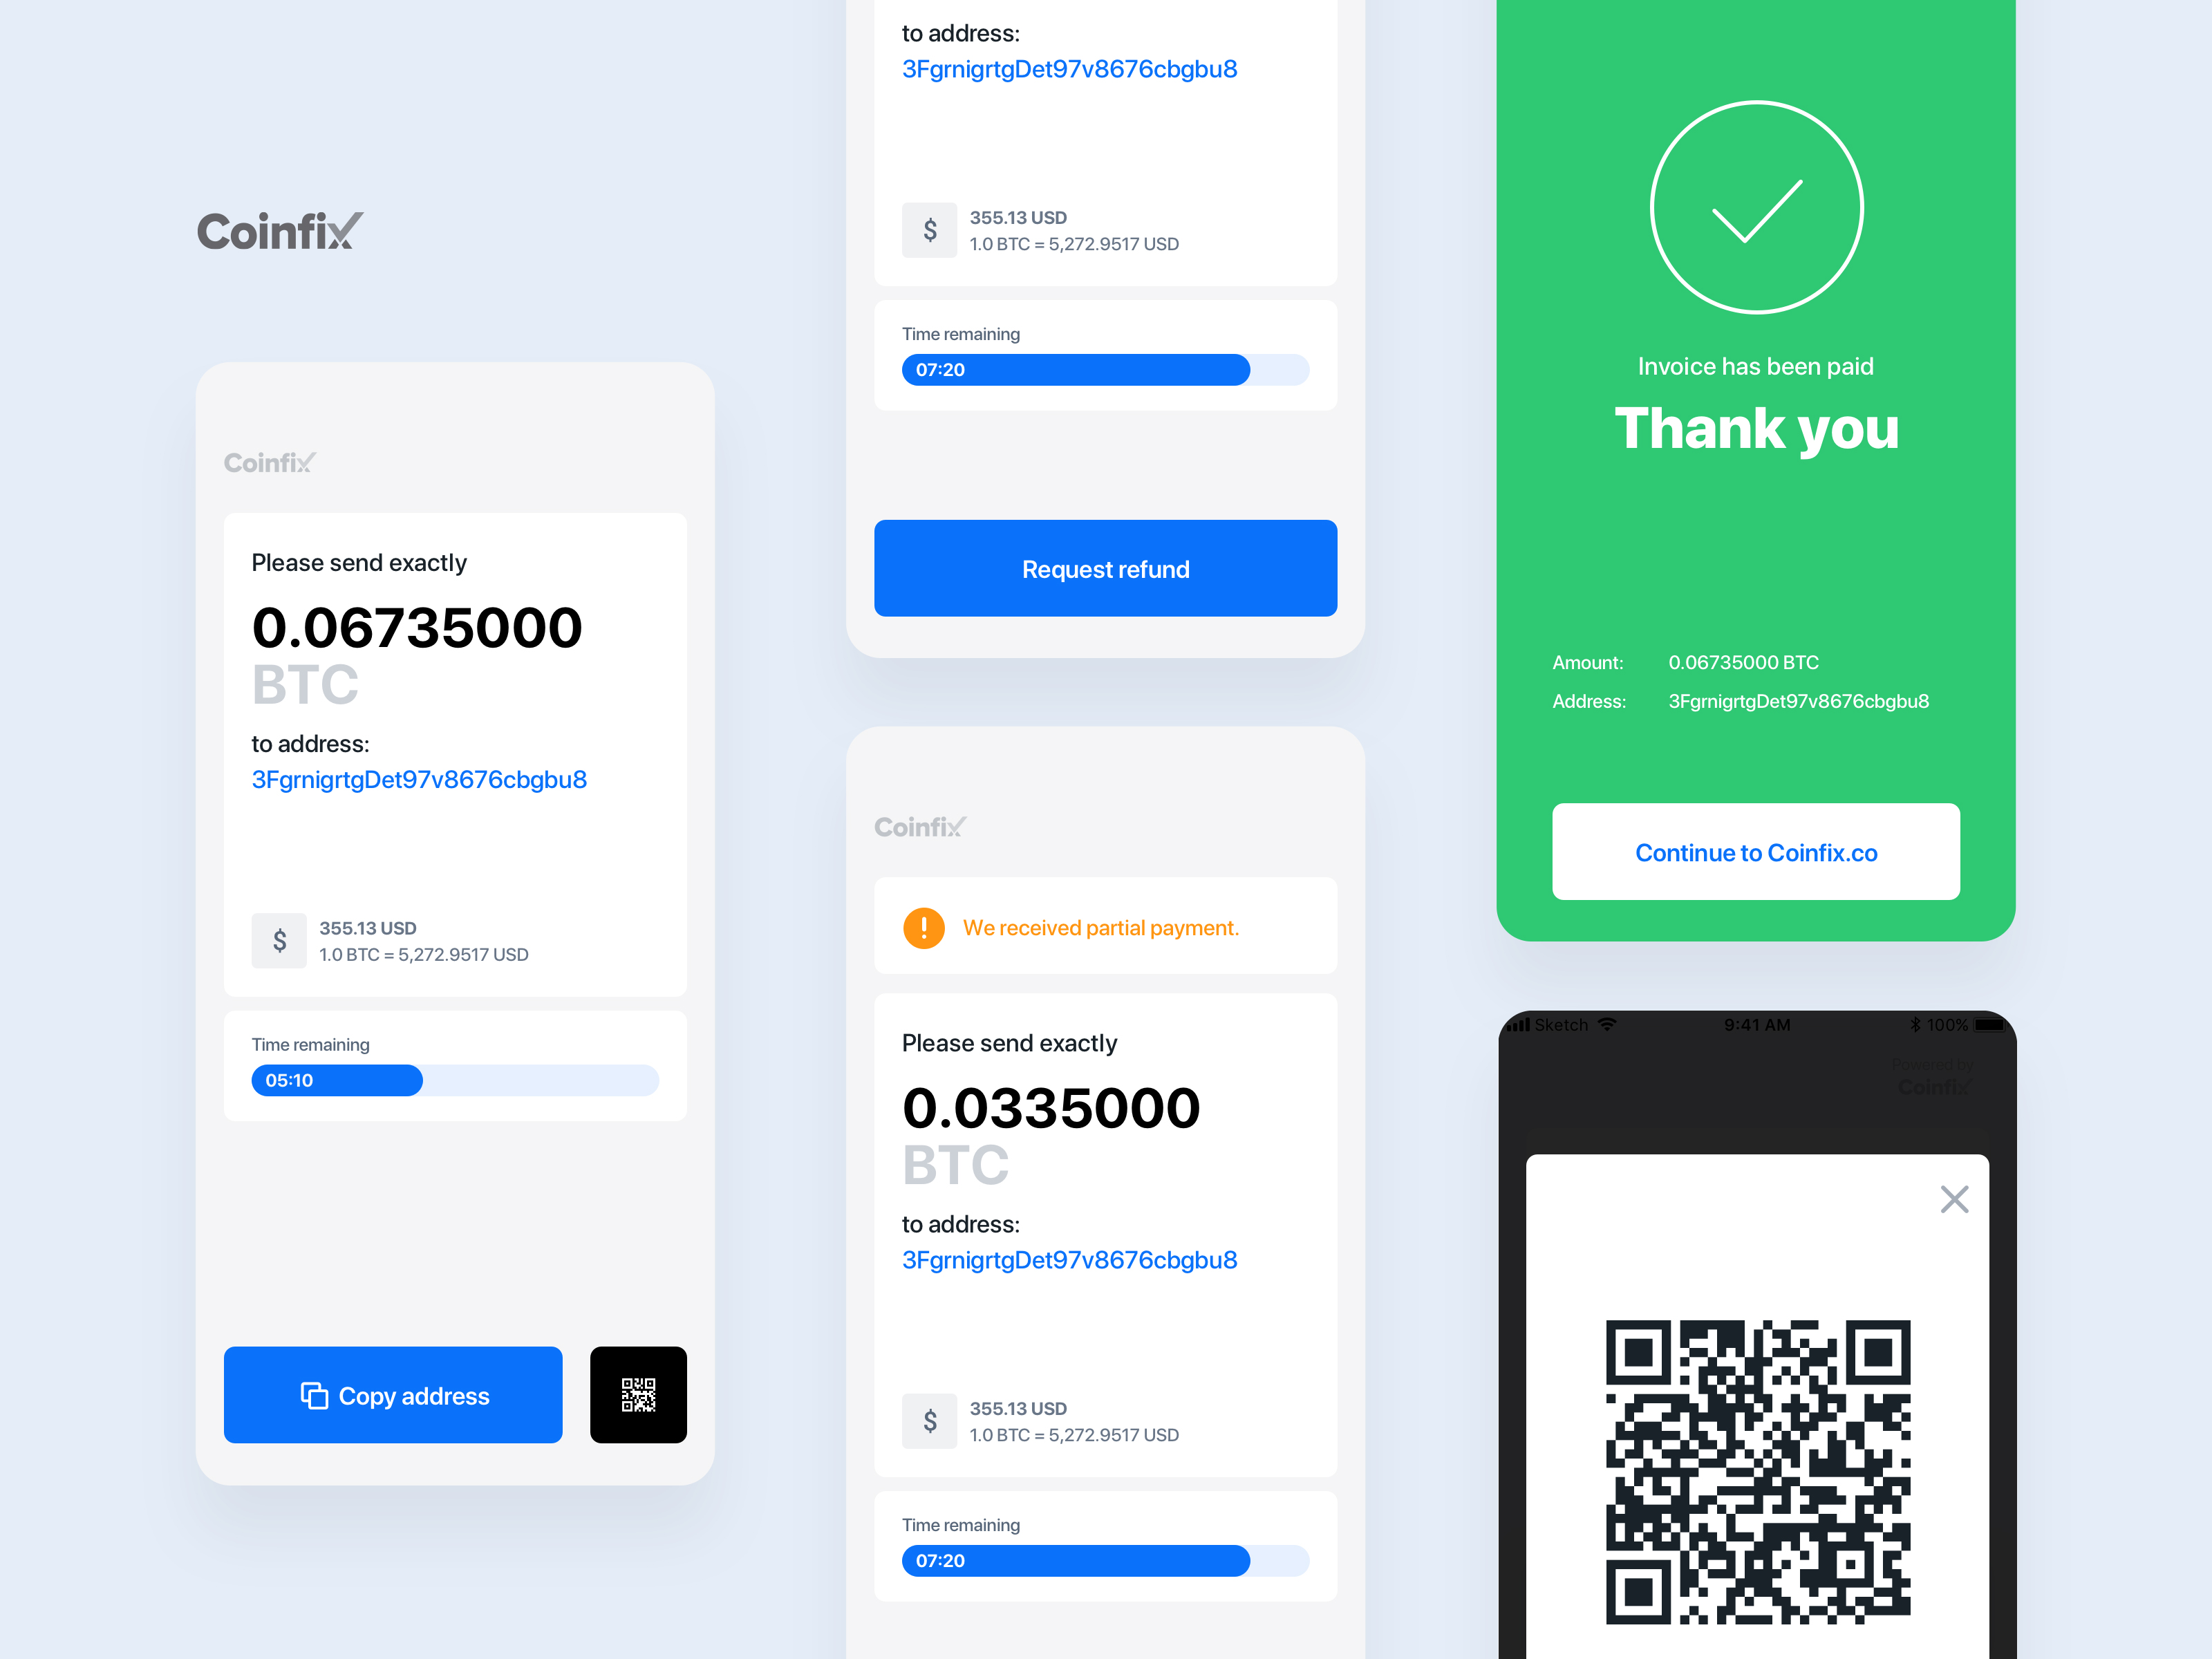 Coinfix
Coinfix
Please send exactly
0.06735000
BTC
to address:
3FgrnigrtgDet97v8676cbgbu8
$
355.13 USD
1.0 BTC = 5,272.9517 USD
Time remaining
05:10
Copy address
to address:
3FgrnigrtgDet97v8676cbgbu8
$
355.13 USD
1.0 BTC = 5,272.9517 USD
Time remaining
07:20
Request refund
Coinfix
We received partial payment.
Please send exactly
0.0335000
BTC
to address:
3FgrnigrtgDet97v8676cbgbu8
$
355.13 USD
1.0 BTC = 5,272.9517 USD
Time remaining
07:20
Invoice has been paid
Thank you
Amount: 0.06735000 BTC
Address: 3FgrnigrtgDet97v8676cbgbu8
Continue to Coinfix.co
Sketch 9:41 AM 100%
Powered by
Coinfix